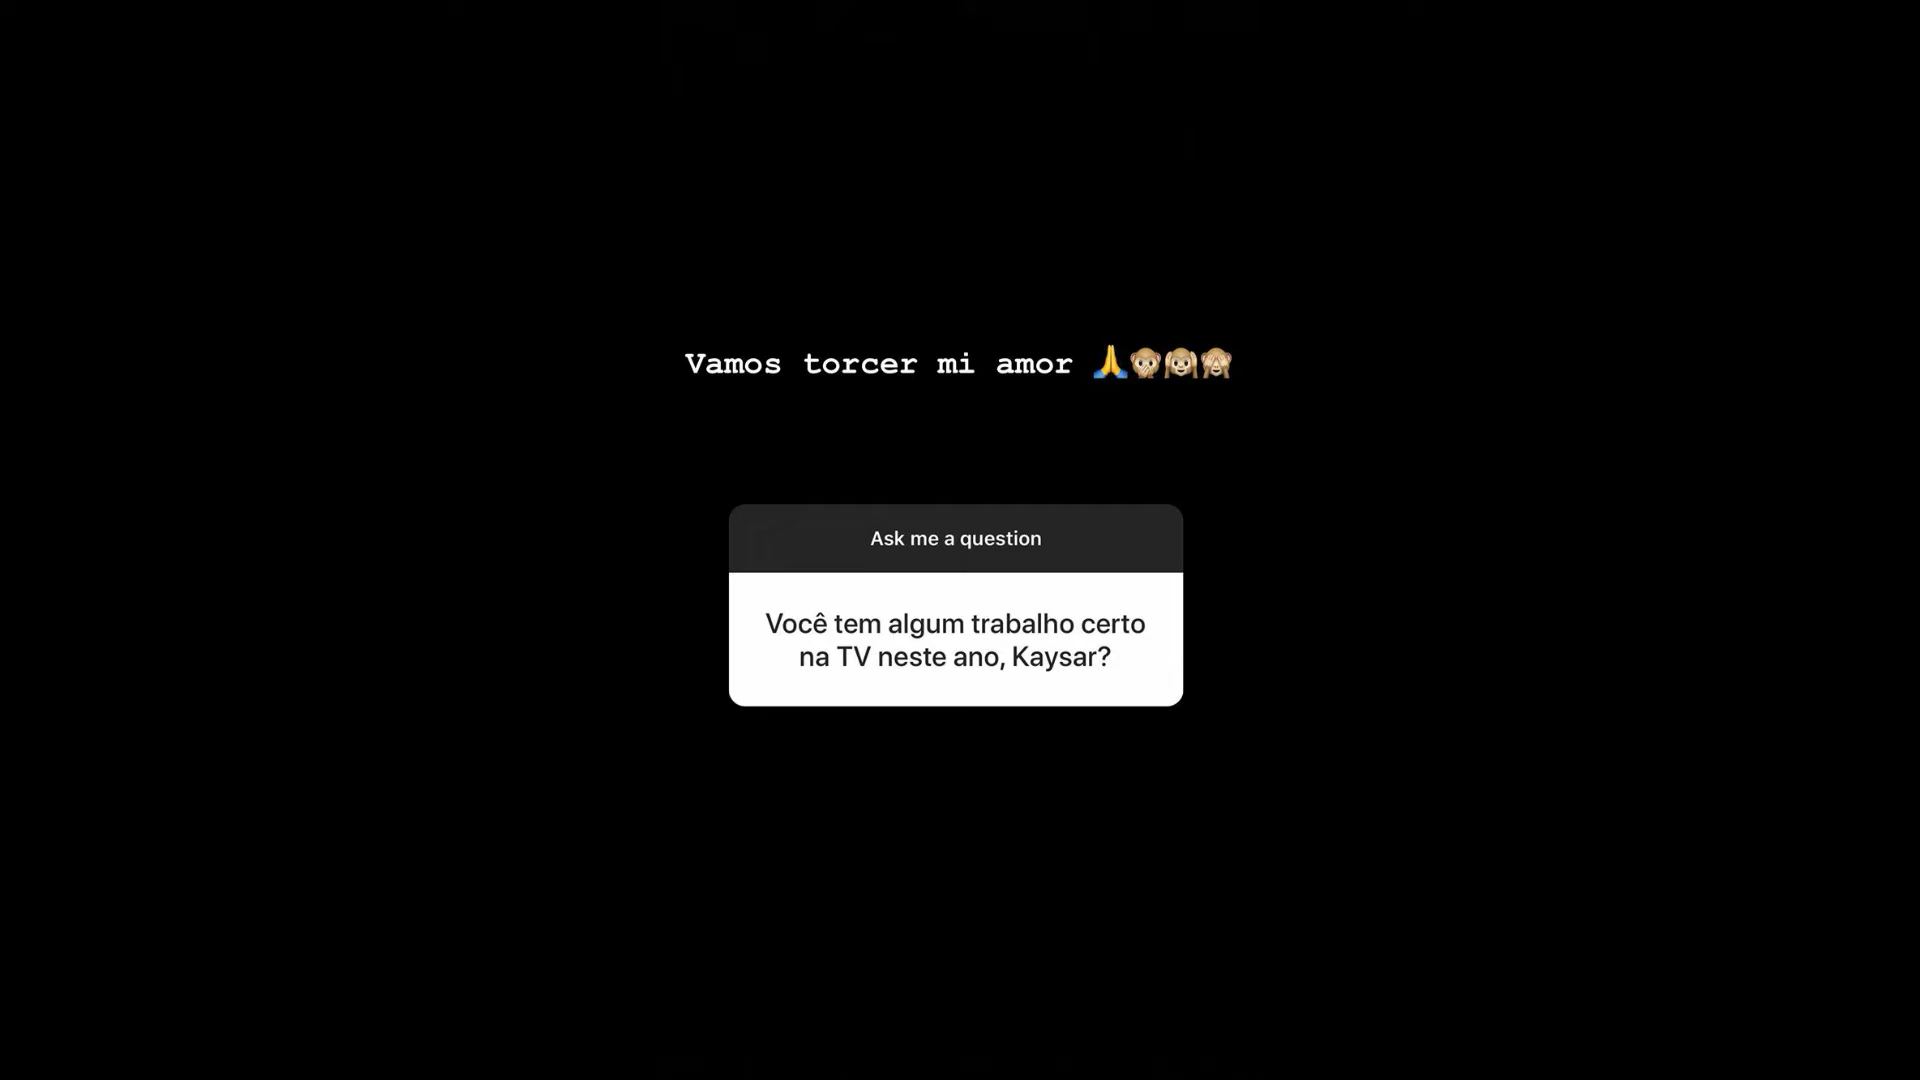 Vamos torcer mi amor 🙏🙊🙉🙈
Ask me a question
Você tem algum trabalho certo
na TV neste ano, Kaysar?